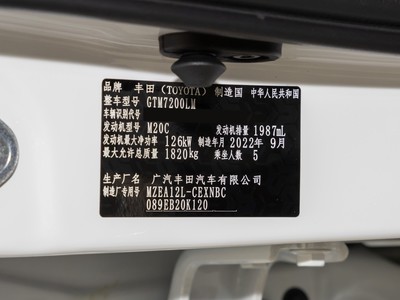 品牌 丰田(TOYOTA) 制造国 中华人民共和国
整车型号 GTM7200LM
车辆识别代号
发动机型号 M20C 发动机排量 1987mL
发动机最大净功率 126kW 制造年月 2022年9月
最大允许总质量 1820kg 乘坐人数 5
生产厂名 广汽丰田汽车有限公司
制造厂专用号 MZEA12L-CEXNBC
089EB20K120